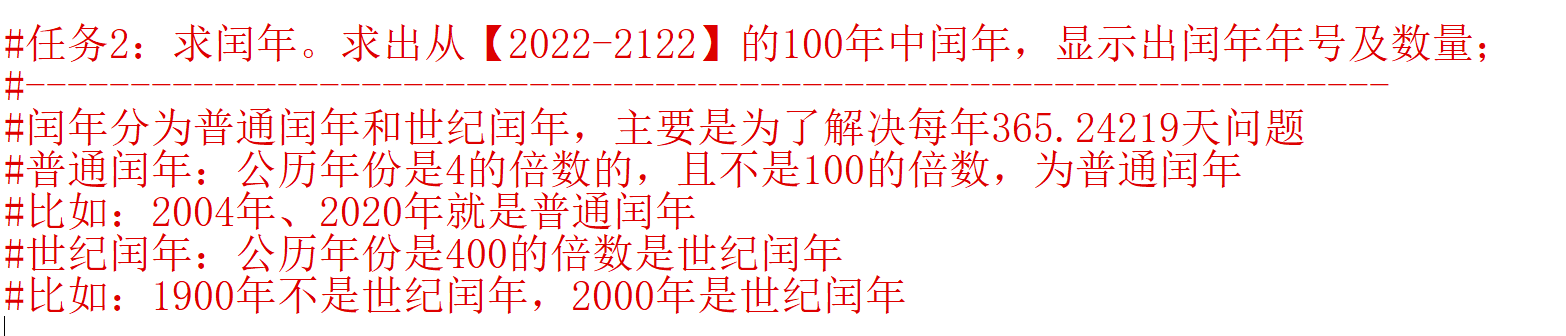 #任务2：求闰年。求出从【2022-2122】的100年中闰年，显示出闰年年号及数量；
#-----------------------------------------------------------------
#闰年分为普通闰年和世纪闰年，主要是为了解决每年365.24219天问题
#普通闰年：公历年份是4的倍数的，且不是100的倍数，为普通闰年
#比如：2004年、2020年就是普通闰年
#世纪闰年：公历年份是400的倍数是世纪闰年
#比如：1900年不是世纪闰年，2000年是世纪闰年